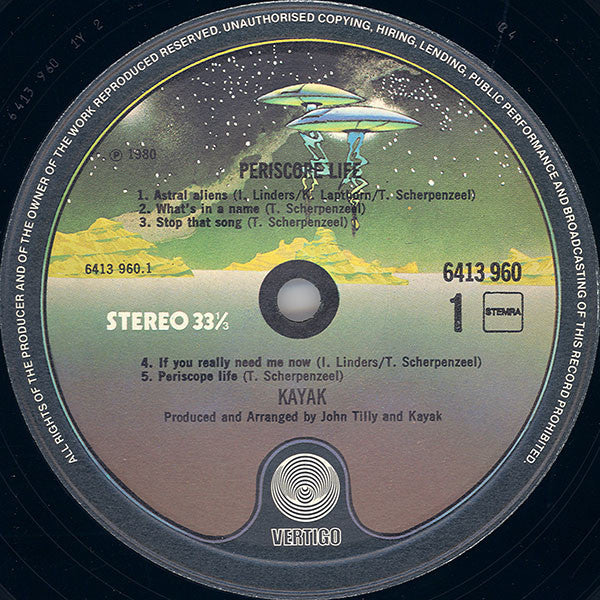 ALL RIGHTS OF THE PRODUCER AND OF THE OWNER OF THE WORK REPRODUCED RESERVED. UNAUTHORISED COPYING, HIRING, LENDING, PUBLIC PERFORMANCE AND BROADCASTING OF THIS RECORD PROHIBITED.
6413 960 1Y 2
℗ 1980
PERISCOPE LIFE
1. Astral aliens (I. Linders/K. Lapthorn/T. Scherpenzeel)
2. What's in a name (T. Scherpenzeel)
3. Stop that song (T. Scherpenzeel)
6413 960.1
6413 960
STEREO 33⅓
1
STEMRA
4. If you really need me now (I. Linders/T. Scherpenzeel)
5. Periscope life (T. Scherpenzeel)
KAYAK
Produced and Arranged by John Tilly and Kayak
VERTIGO